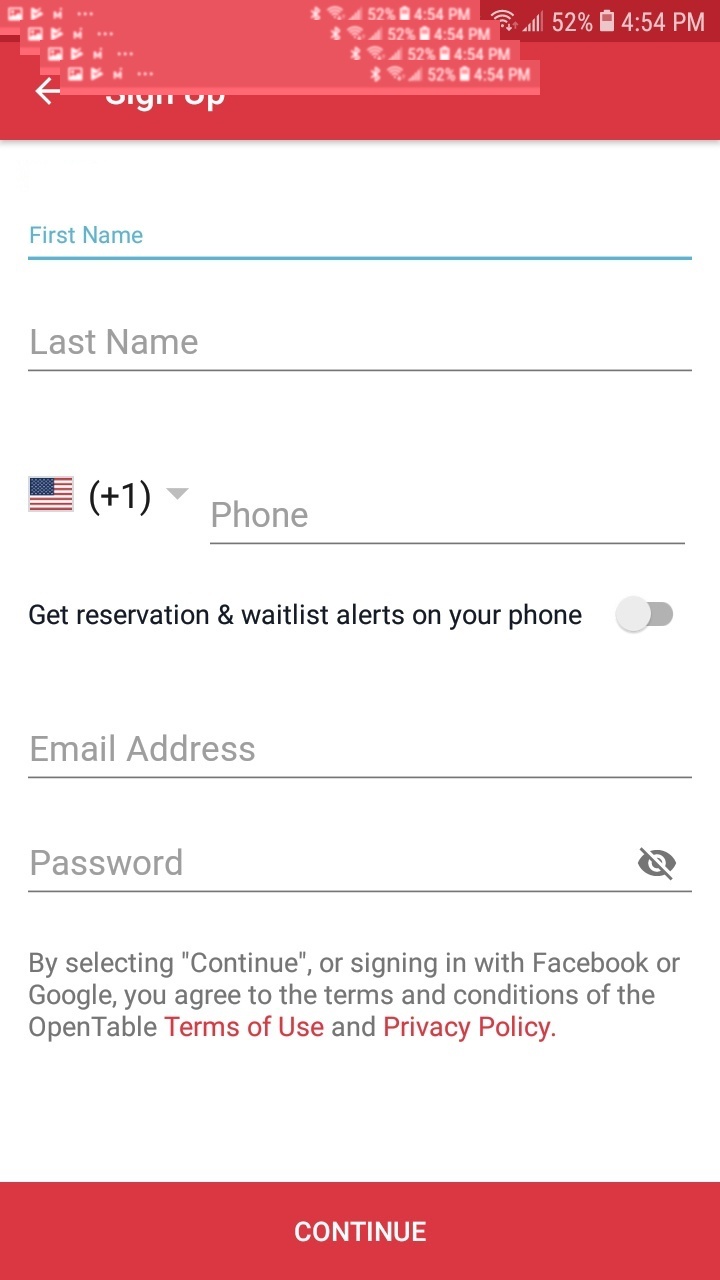 52% 4:54 PM
52% 4:54 PM
52% 4:54 PM
52% 4:54 PM
52% 4:54 PM
Sign Up
First Name
Last Name
(+1)
Phone
Get reservation & waitlist alerts on your phone
Email Address
Password
By selecting "Continue", or signing in with Facebook or
Google, you agree to the terms and conditions of the
OpenTable Terms of Use and Privacy Policy.
CONTINUE